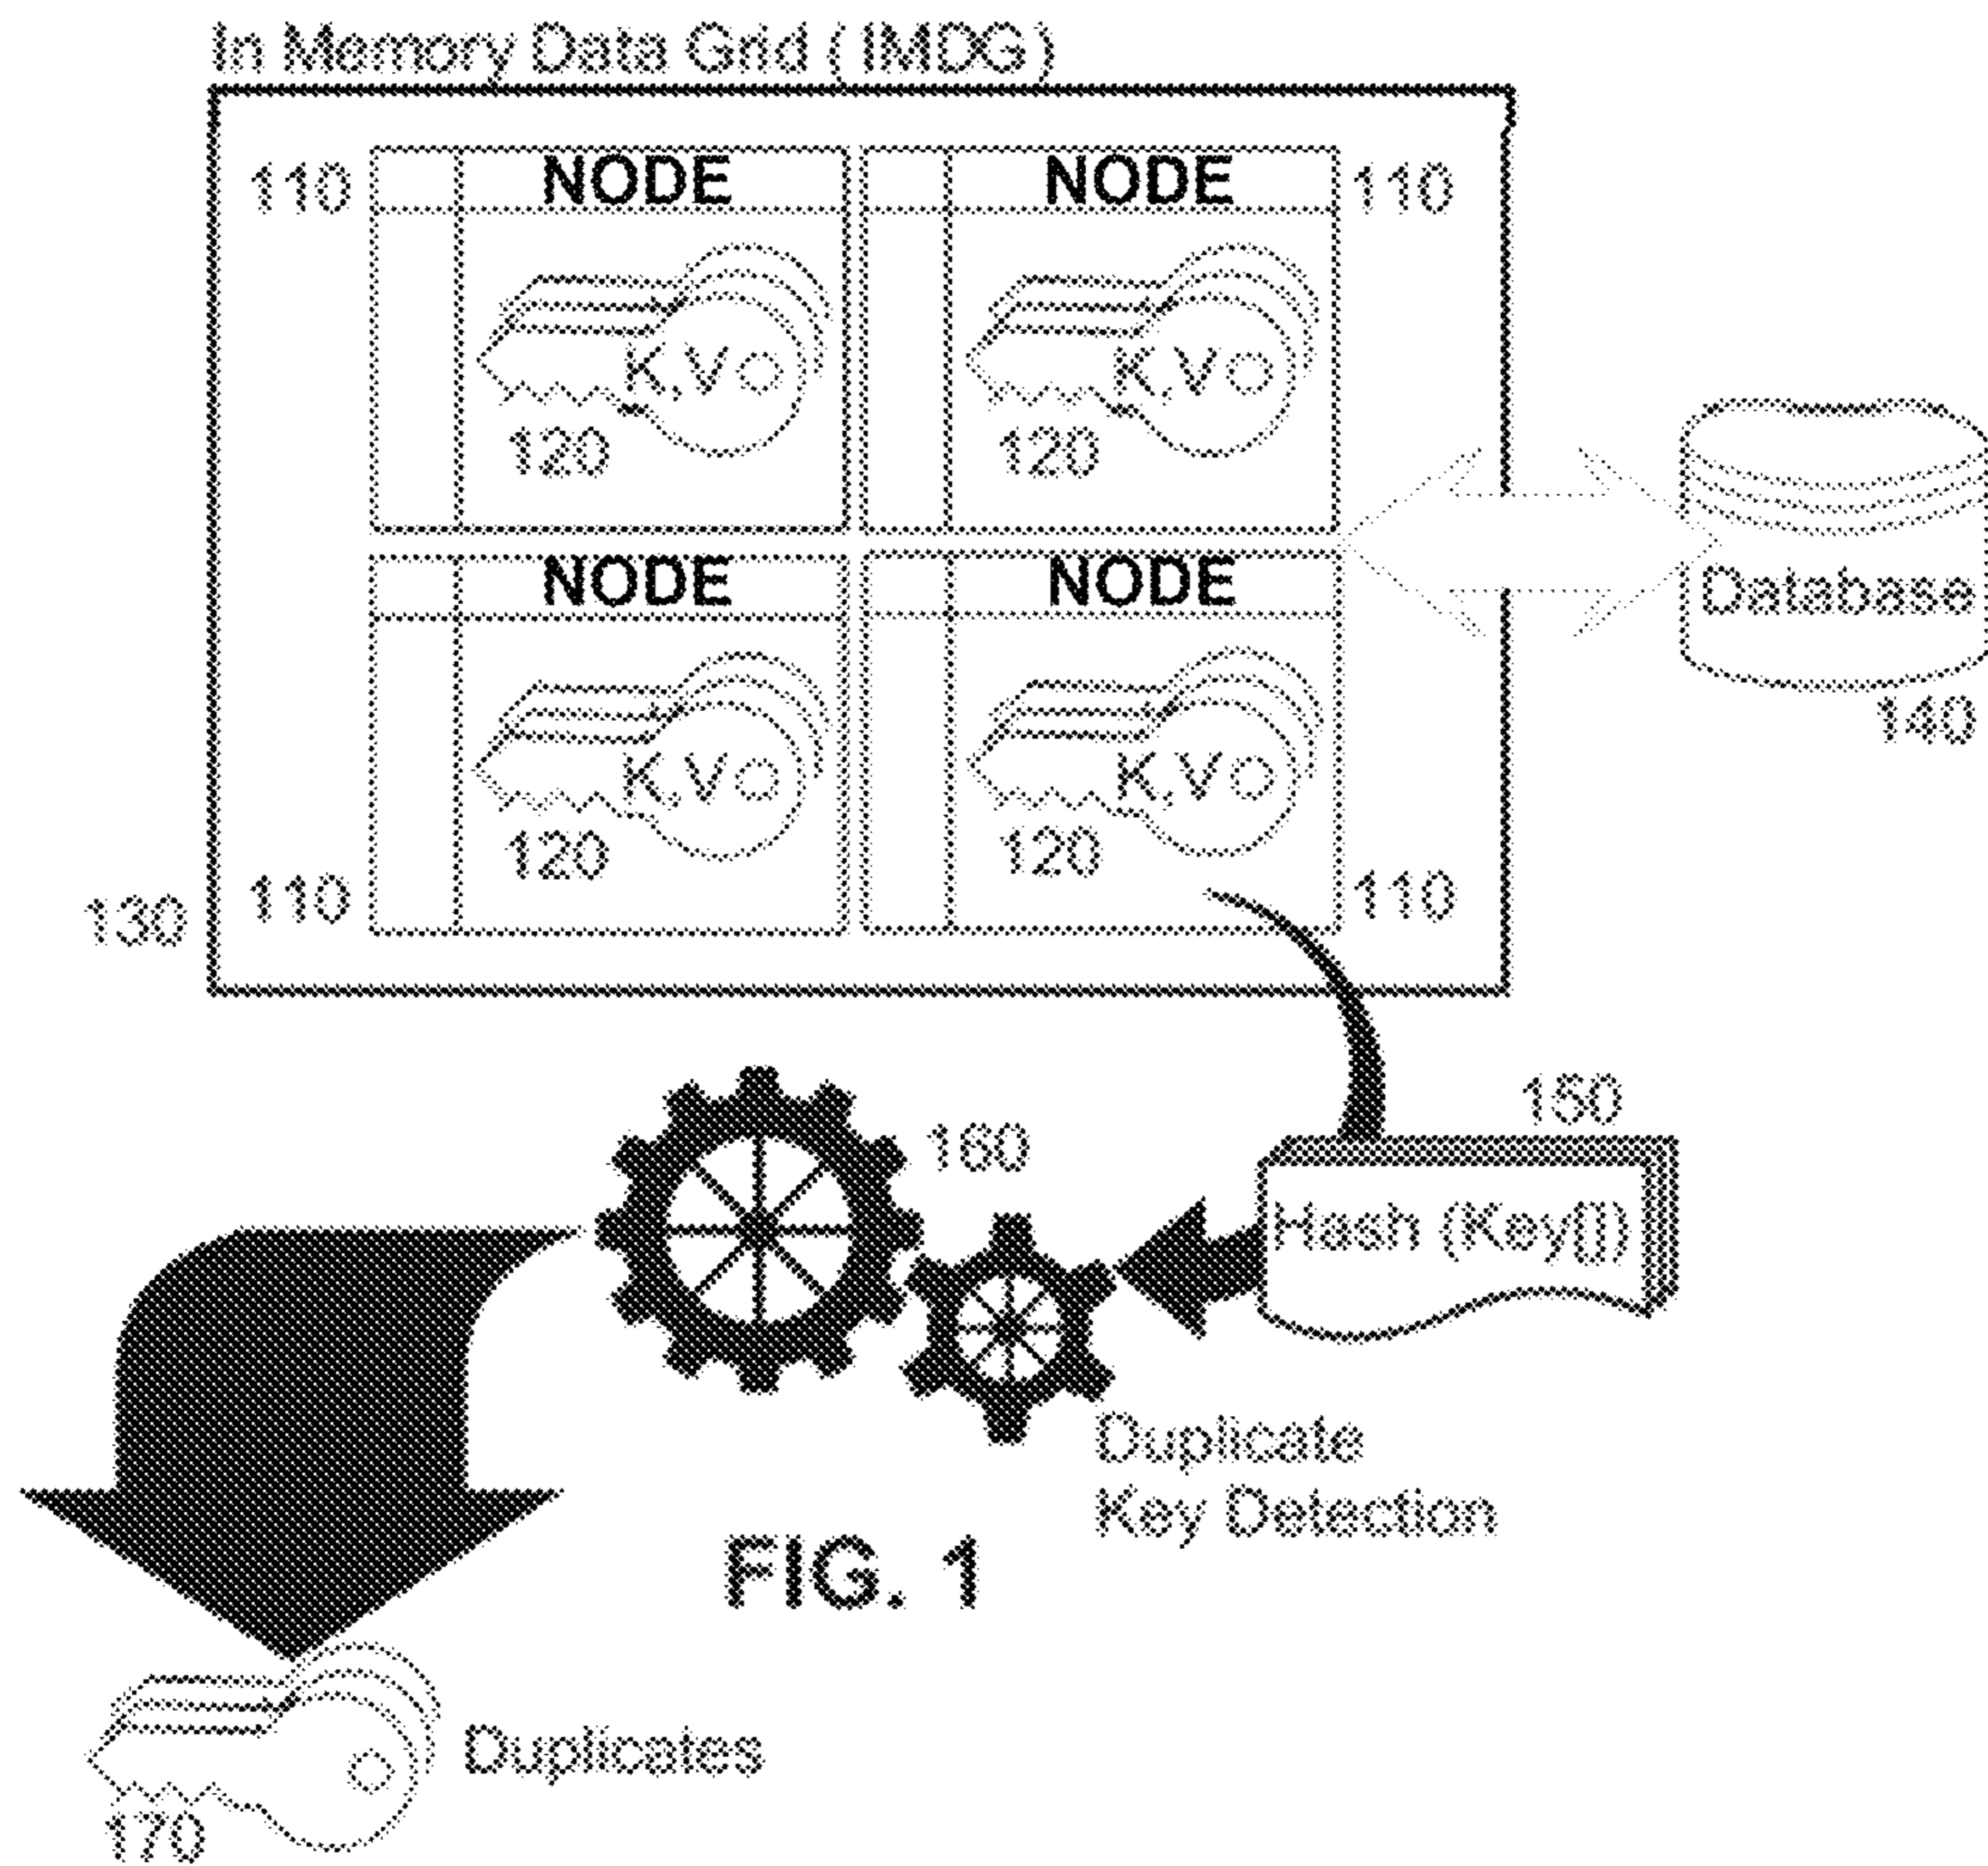 In Memory Data Grid ( IMDG )
110
NODE
NODE
110
K,V
K,V
120
120
NODE
NODE
Database
140
K,V
K,V
120
120
130
110
110
150
160
Hash (Key[])
Duplicate
Key Detection
FIG. 1
Duplicates
170